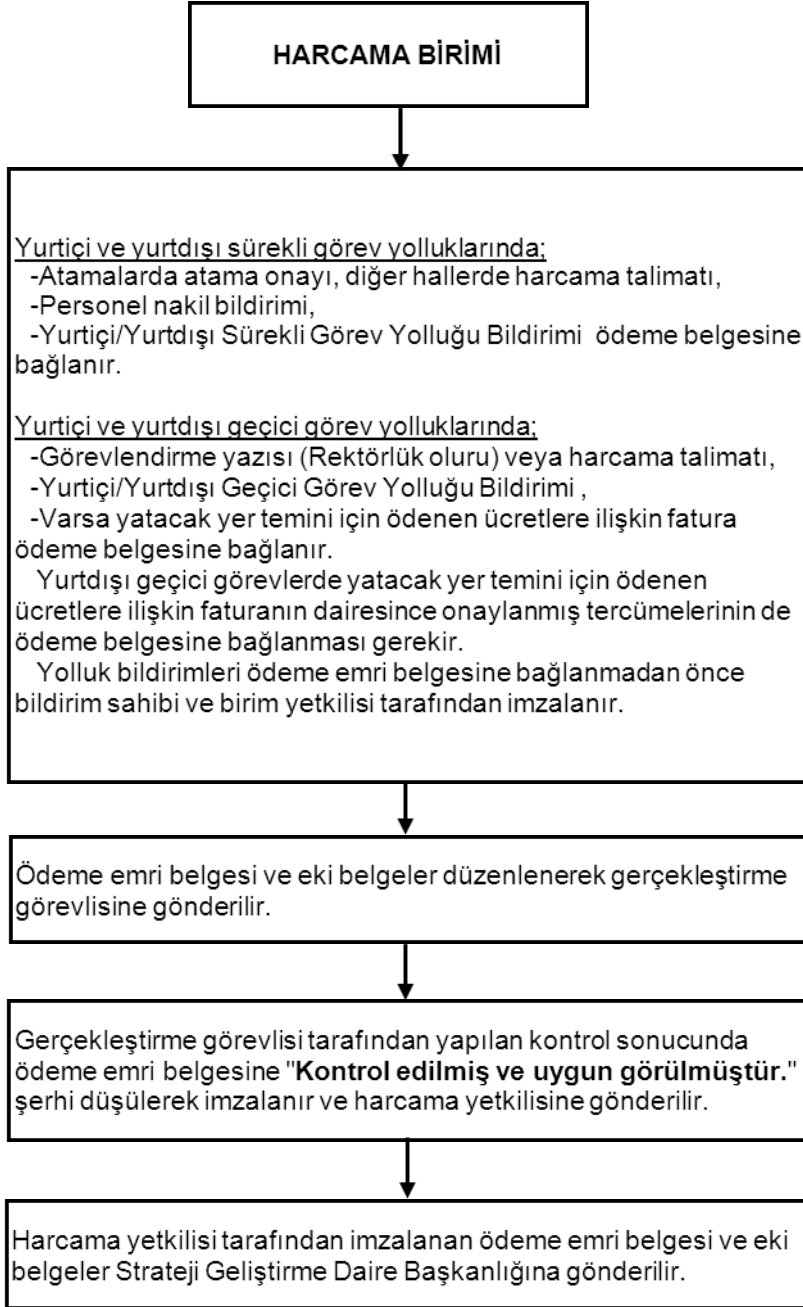 HARCAMA BİRİMİ
Yurtiçi ve yurtdışı sürekli görev yolluklarında;
-Atamalarda atama onayı, diğer hallerde harcama talimatı,
-Personel nakil bildirimi,
-Yurtiçi/Yurtdışı Sürekli Görev Yolluğu Bildirimi ödeme belgesine
bağlanır.
Yurtiçi ve yurtdışı geçici görev yolluklarında;
-Görevlendirme yazısı (Rektörlük oluru) veya harcama talimatı,
-Yurtiçi/Yurtdışı Geçici Görev Yolluğu Bildirimi ,
-Varsa yatacak yer temini için ödenen ücretlere ilişkin fatura
ödeme belgesine bağlanır.
Yurtdışı geçici görevlerde yatacak yer temini için ödenen
ücretlere ilişkin faturanın dairesince onaylanmış tercümelerinin de
ödeme belgesine bağlanması gerekir.
Yolluk bildirimleri ödeme emri belgesine bağlanmadan önce
bildirim sahibi ve birim yetkilisi tarafından imzalanır.
Ödeme emri belgesi ve eki belgeler düzenlenerek gerçekleştirme
görevlisine gönderilir.
Gerçekleştirme görevlisi tarafından yapılan kontrol sonucunda
ödeme emri belgesine "Kontrol edilmiş ve uygun görülmüştür."
şerhi düşülerek imzalanır ve harcama yetkilisine gönderilir.
Harcama yetkilisi tarafından imzalanan ödeme emri belgesi ve eki
belgeler Strateji Geliştirme Daire Başkanlığına gönderilir.